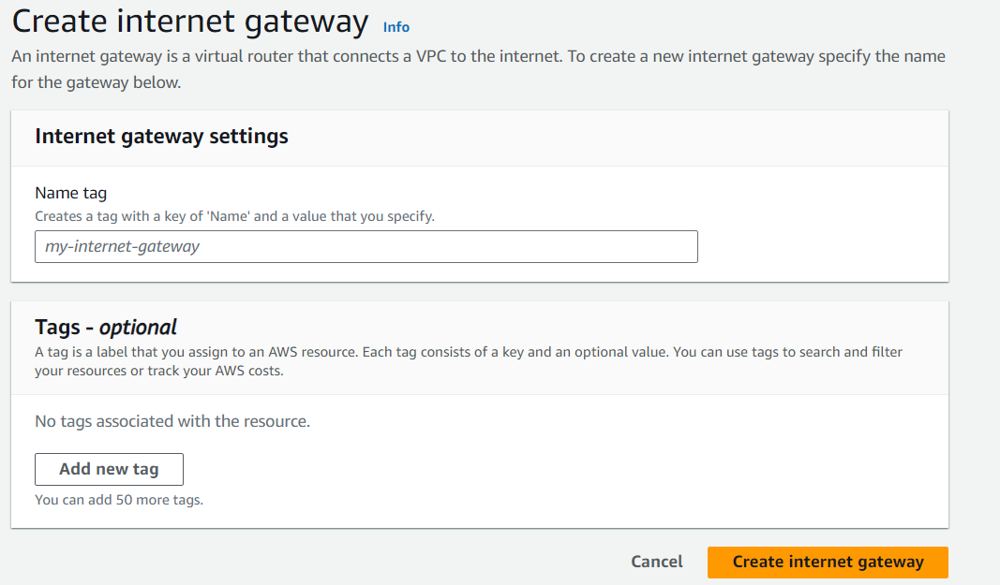 Create internet gateway Info
An internet gateway is a virtual router that connects a VPC to the internet. To create a new internet gateway specify the name
for the gateway below.
Internet gateway settings
Name tag
Creates a tag with a key of 'Name' and a value that you specify.
my-internet-gateway
Tags - optional
A tag is a label that you assign to an AWS resource. Each tag consists of a key and an optional value. You can use tags to search and filter
your resources or track your AWS costs.
No tags associated with the resource.
Add new tag
You can add 50 more tags.
Cancel Create internet gateway